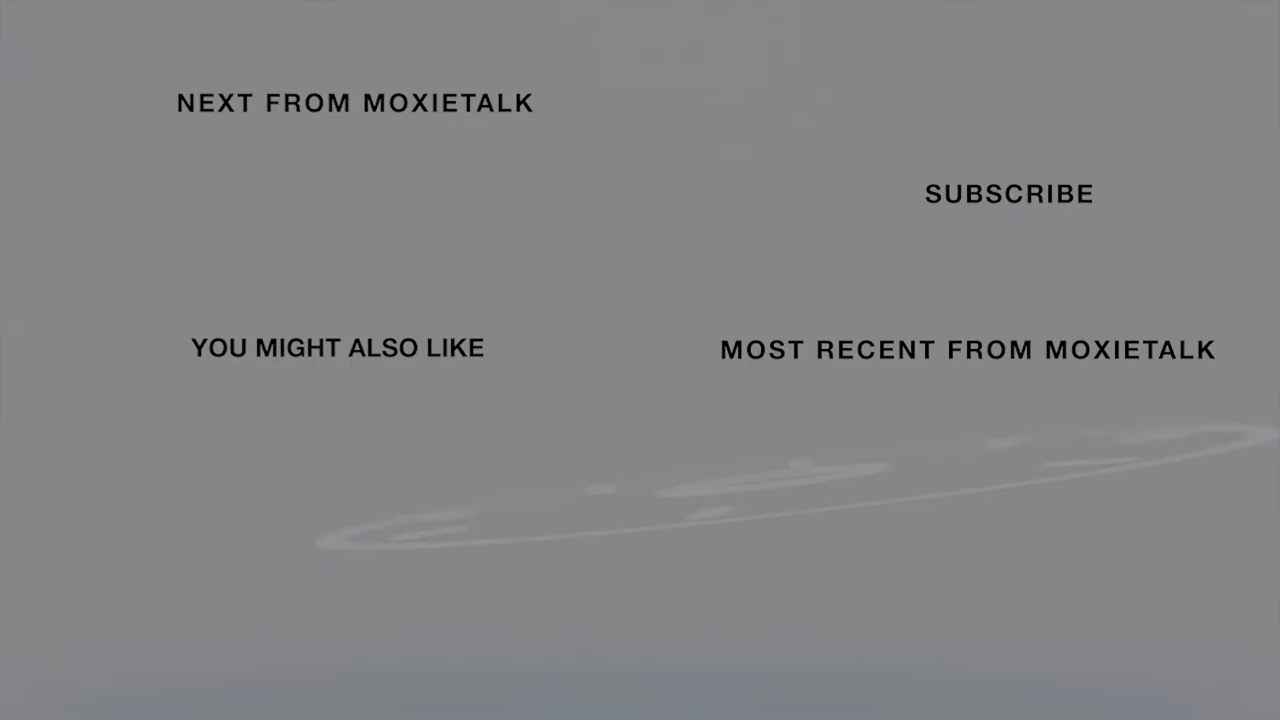 NEXT FROM MOXIETALK
SUBSCRIBE
YOU MIGHT ALSO LIKE
MOST RECENT FROM MOXIETALK